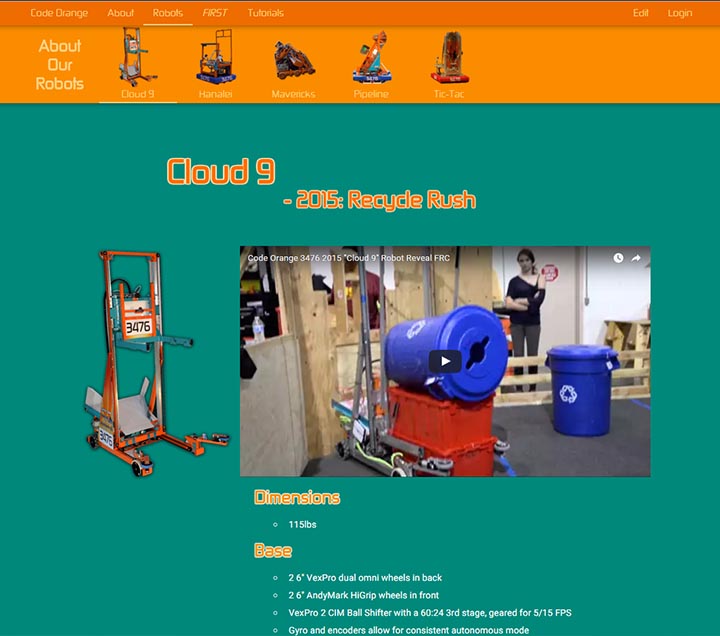 Code Orange About Robots FIRST Tutorials Edit Login
About
Our
Robots
Cloud 9 Hanalei Mavericks Pipeline Tic-Tac
3476 3476
Cloud 9
- 2015: Recycle Rush
Code Orange 3476 2015 "Cloud 9" Robot Reveal FRC
3476
3476
Dimensions
115lbs
Base
2 6" VexPro dual omni wheels in back
2 6" AndyMark HiGrip wheels in front
VexPro 2 CIM Ball Shifter with a 60:24 3rd stage, geared for 5/15 FPS
Gyro and encoders allow for consistent autonomous mode